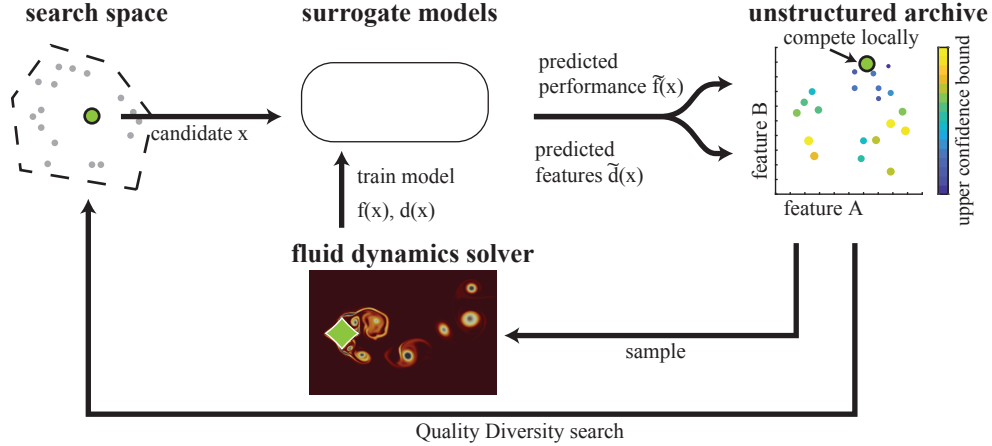 search space
surrogate models
unstructured archive
compete locally
predicted
performance f̃(x)
candidate x
predicted
features d̃(x)
feature B
upper confidence bound
train model
f(x), d(x)
feature A
fluid dynamics solver
sample
Quality Diversity search